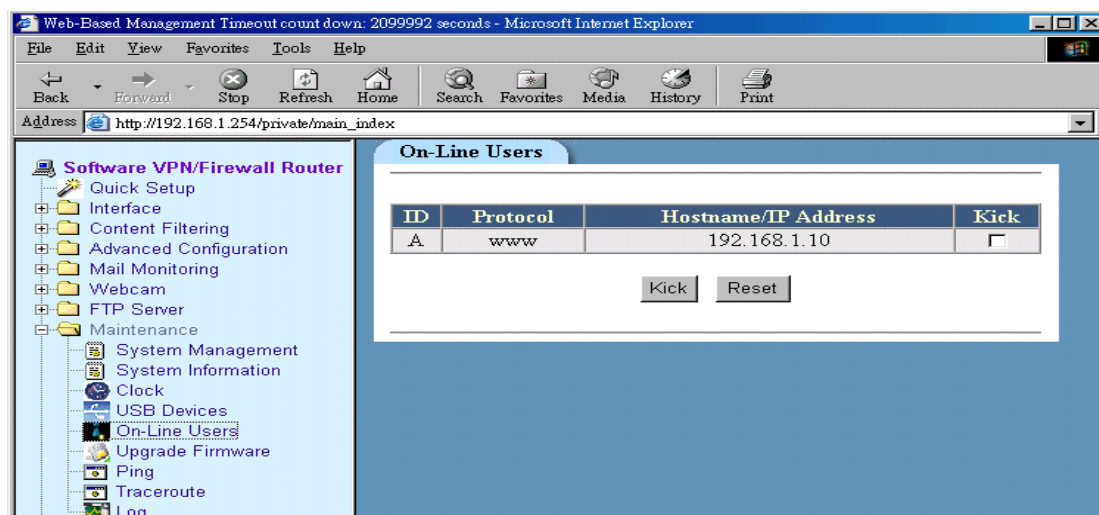 Web-Based Management Timeout count down: 2099992 seconds - Microsoft Internet Explorer
File Edit View Favorites Tools Help
Back Forward Stop Refresh Home Search Favorites Media History Print
Address http://192.168.1.254/private/main_index
Software VPN/Firewall Router
Quick Setup
Interface
Content Filtering
Advanced Configuration
Mail Monitoring
Webcam
FTP Server
Maintenance
System Management
System Information
Clock
USB Devices
On-Line Users
Upgrade Firmware
Ping
Traceroute
Log
On-Line Users
ID Protocol Hostname/IP Address Kick
A www 192.168.1.10
Kick Reset